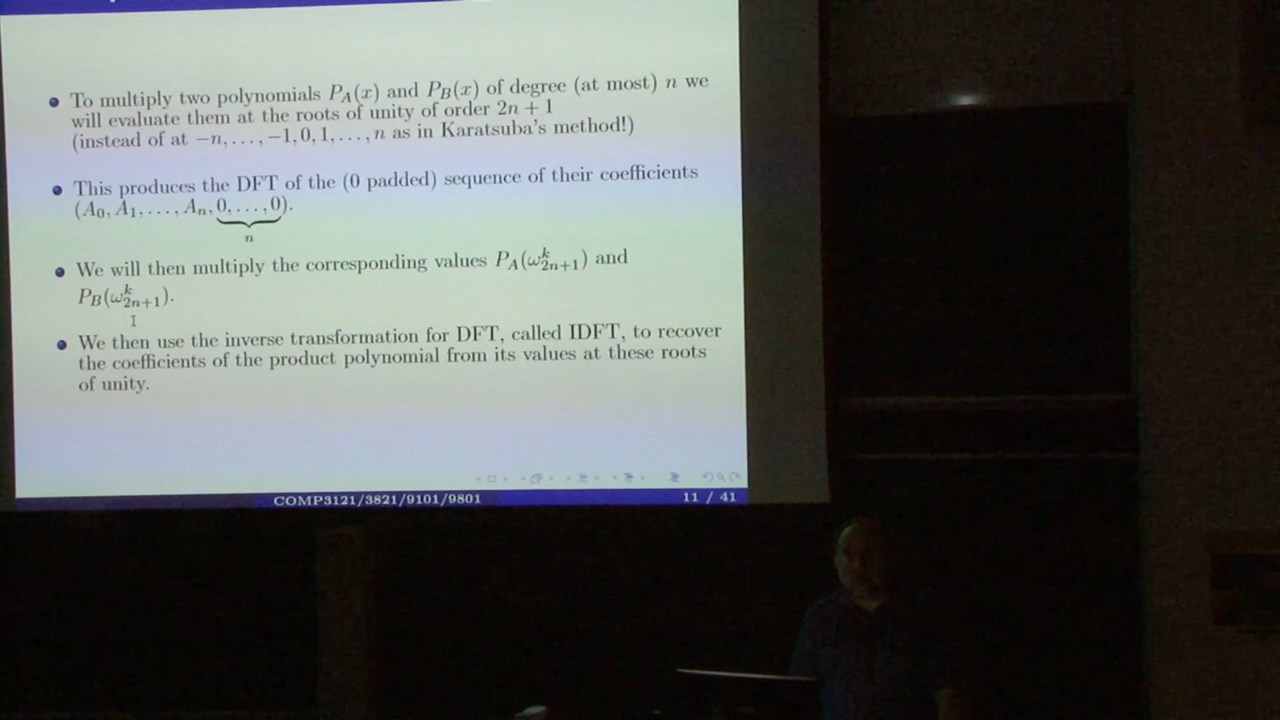 To multiply two polynomials P_A(x) and P_B(x) of degree (at most) n we
will evaluate them at the roots of unity of order 2n + 1
(instead of at −n, . . . , −1, 0, 1, . . . , n as in Karatsuba's method!)
This produces the DFT of the (0 padded) sequence of their coefficients
(A_0, A_1, . . . , A_n, 0, . . . , 0).
n
We will then multiply the corresponding values P_A(ω^k_{2n+1}) and
P_B(ω^k_{2n+1}).
We then use the inverse transformation for DFT, called IDFT, to recover
the coefficients of the product polynomial from its values at these roots
of unity.
COMP3121/3821/9101/9801
11 / 41